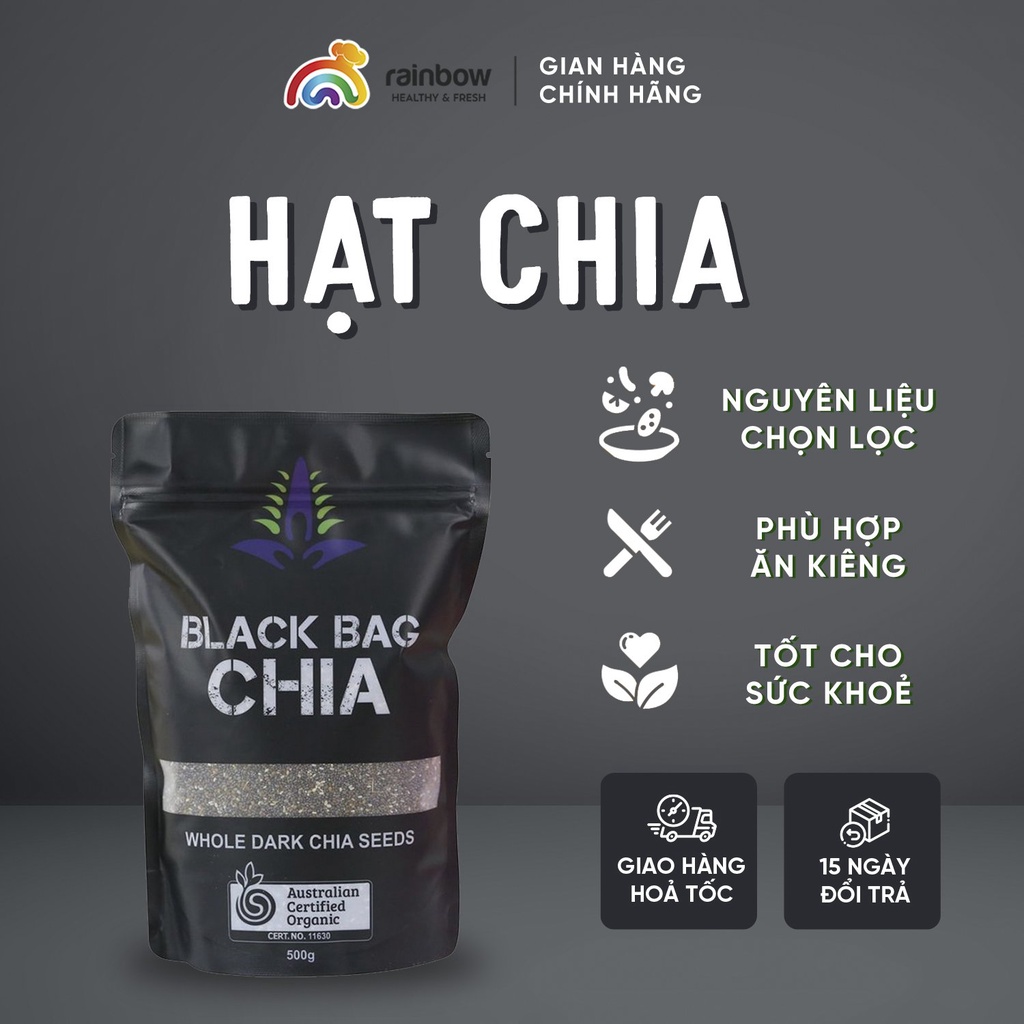 rainbow
HEALTHY & FRESH
GIAN HÀNG
CHÍNH HÃNG
HẠT CHIA
NGUYÊN LIỆU
CHỌN LỌC
PHÙ HỢP
ĂN KIÊNG
TỐT CHO
SỨC KHOẺ
BLACK BAG
CHIA
WHOLE DARK CHIA SEEDS
Australian
Certified
Organic
CERT. NO. 11630
500g
GIAO HÀNG
HOẢ TỐC
15 NGÀY
ĐỔI TRẢ